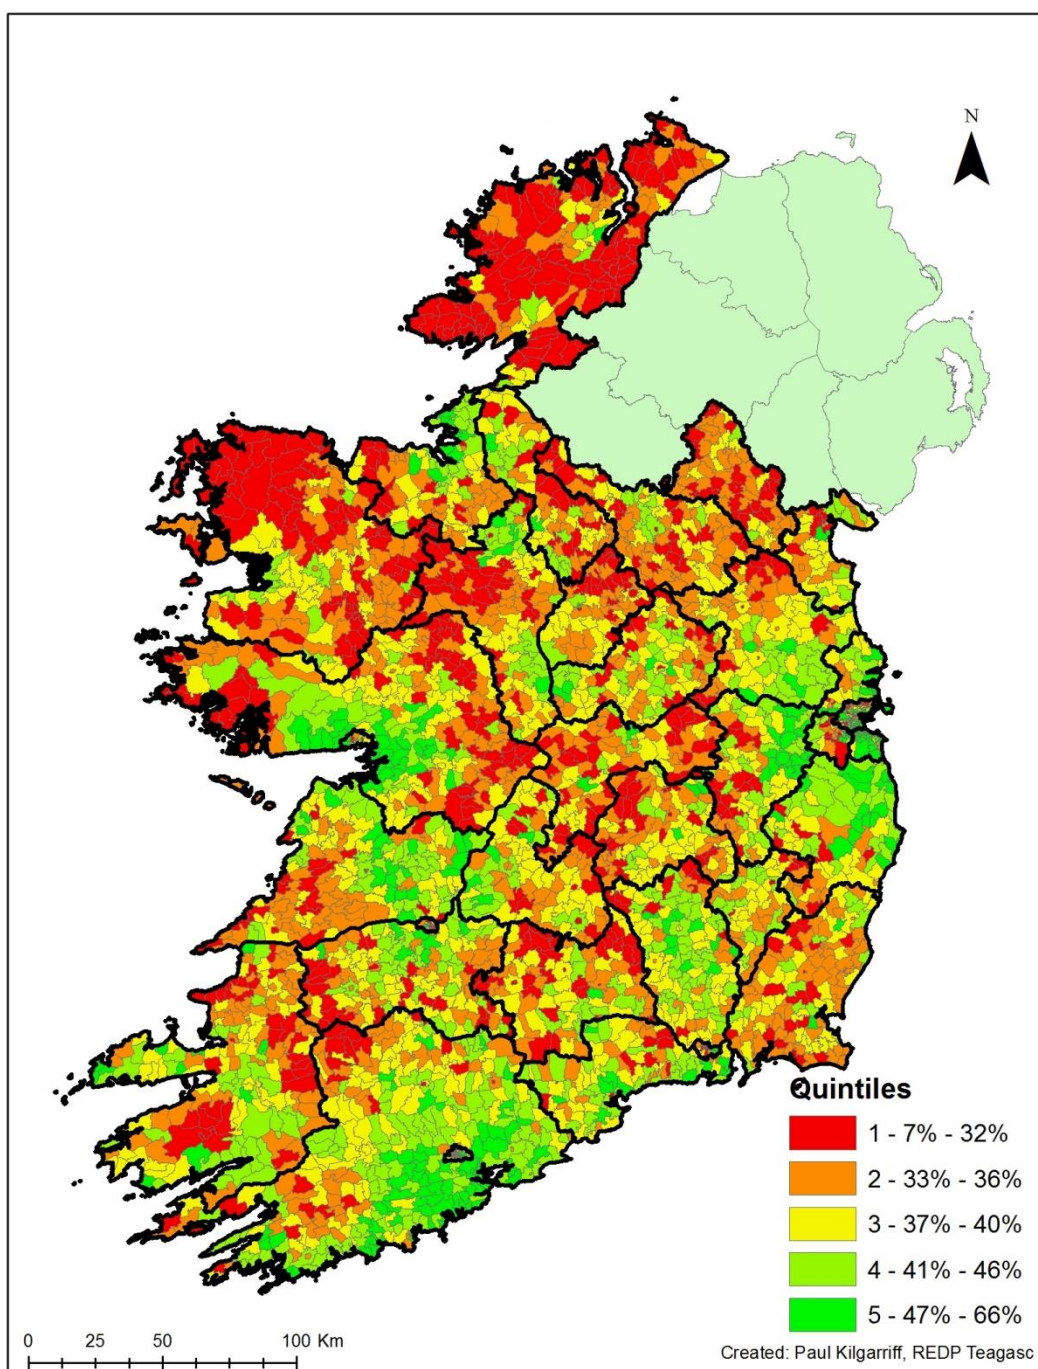 N
Quintiles
1 - 7% - 32%
2 - 33% - 36%
3 - 37% - 40%
4 - 41% - 46%
5 - 47% - 66%
0 25 50 100 Km
Created: Paul Kilgarriff, REDP Teagasc